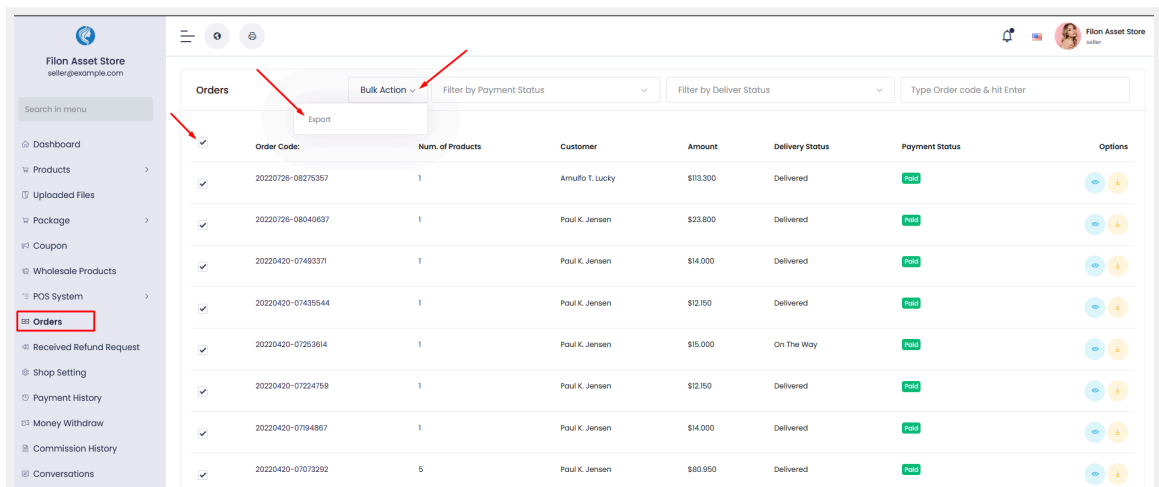 Filon Asset Store
seller@example.com
Search in menu
Dashboard
Products
Uploaded Files
Package
Coupon
Wholesale Products
POS System
Orders
Received Refund Request
Shop Setting
Payment History
Money Withdraw
Commission History
Conversations
Filon Asset Store
seller
Orders
Bulk Action
Filter by Payment Status
Filter by Deliver Status
Type Order code & hit Enter
Export
Order Code: Num. of Products Customer Amount Delivery Status Payment Status Options
20220726-08275357 1 Arnulfo T. Lucky $113.300 Delivered Paid
20220726-08040637 1 Paul K. Jensen $23.800 Delivered Paid
20220420-07493371 1 Paul K. Jensen $14.000 Delivered Paid
20220420-07435544 1 Paul K. Jensen $12.150 Delivered Paid
20220420-07253614 1 Paul K. Jensen $15.000 On The Way Paid
20220420-07224759 1 Paul K. Jensen $12.150 Delivered Paid
20220420-07194867 1 Paul K. Jensen $14.000 Delivered Paid
20220420-07073292 5 Paul K. Jensen $80.950 Delivered Paid